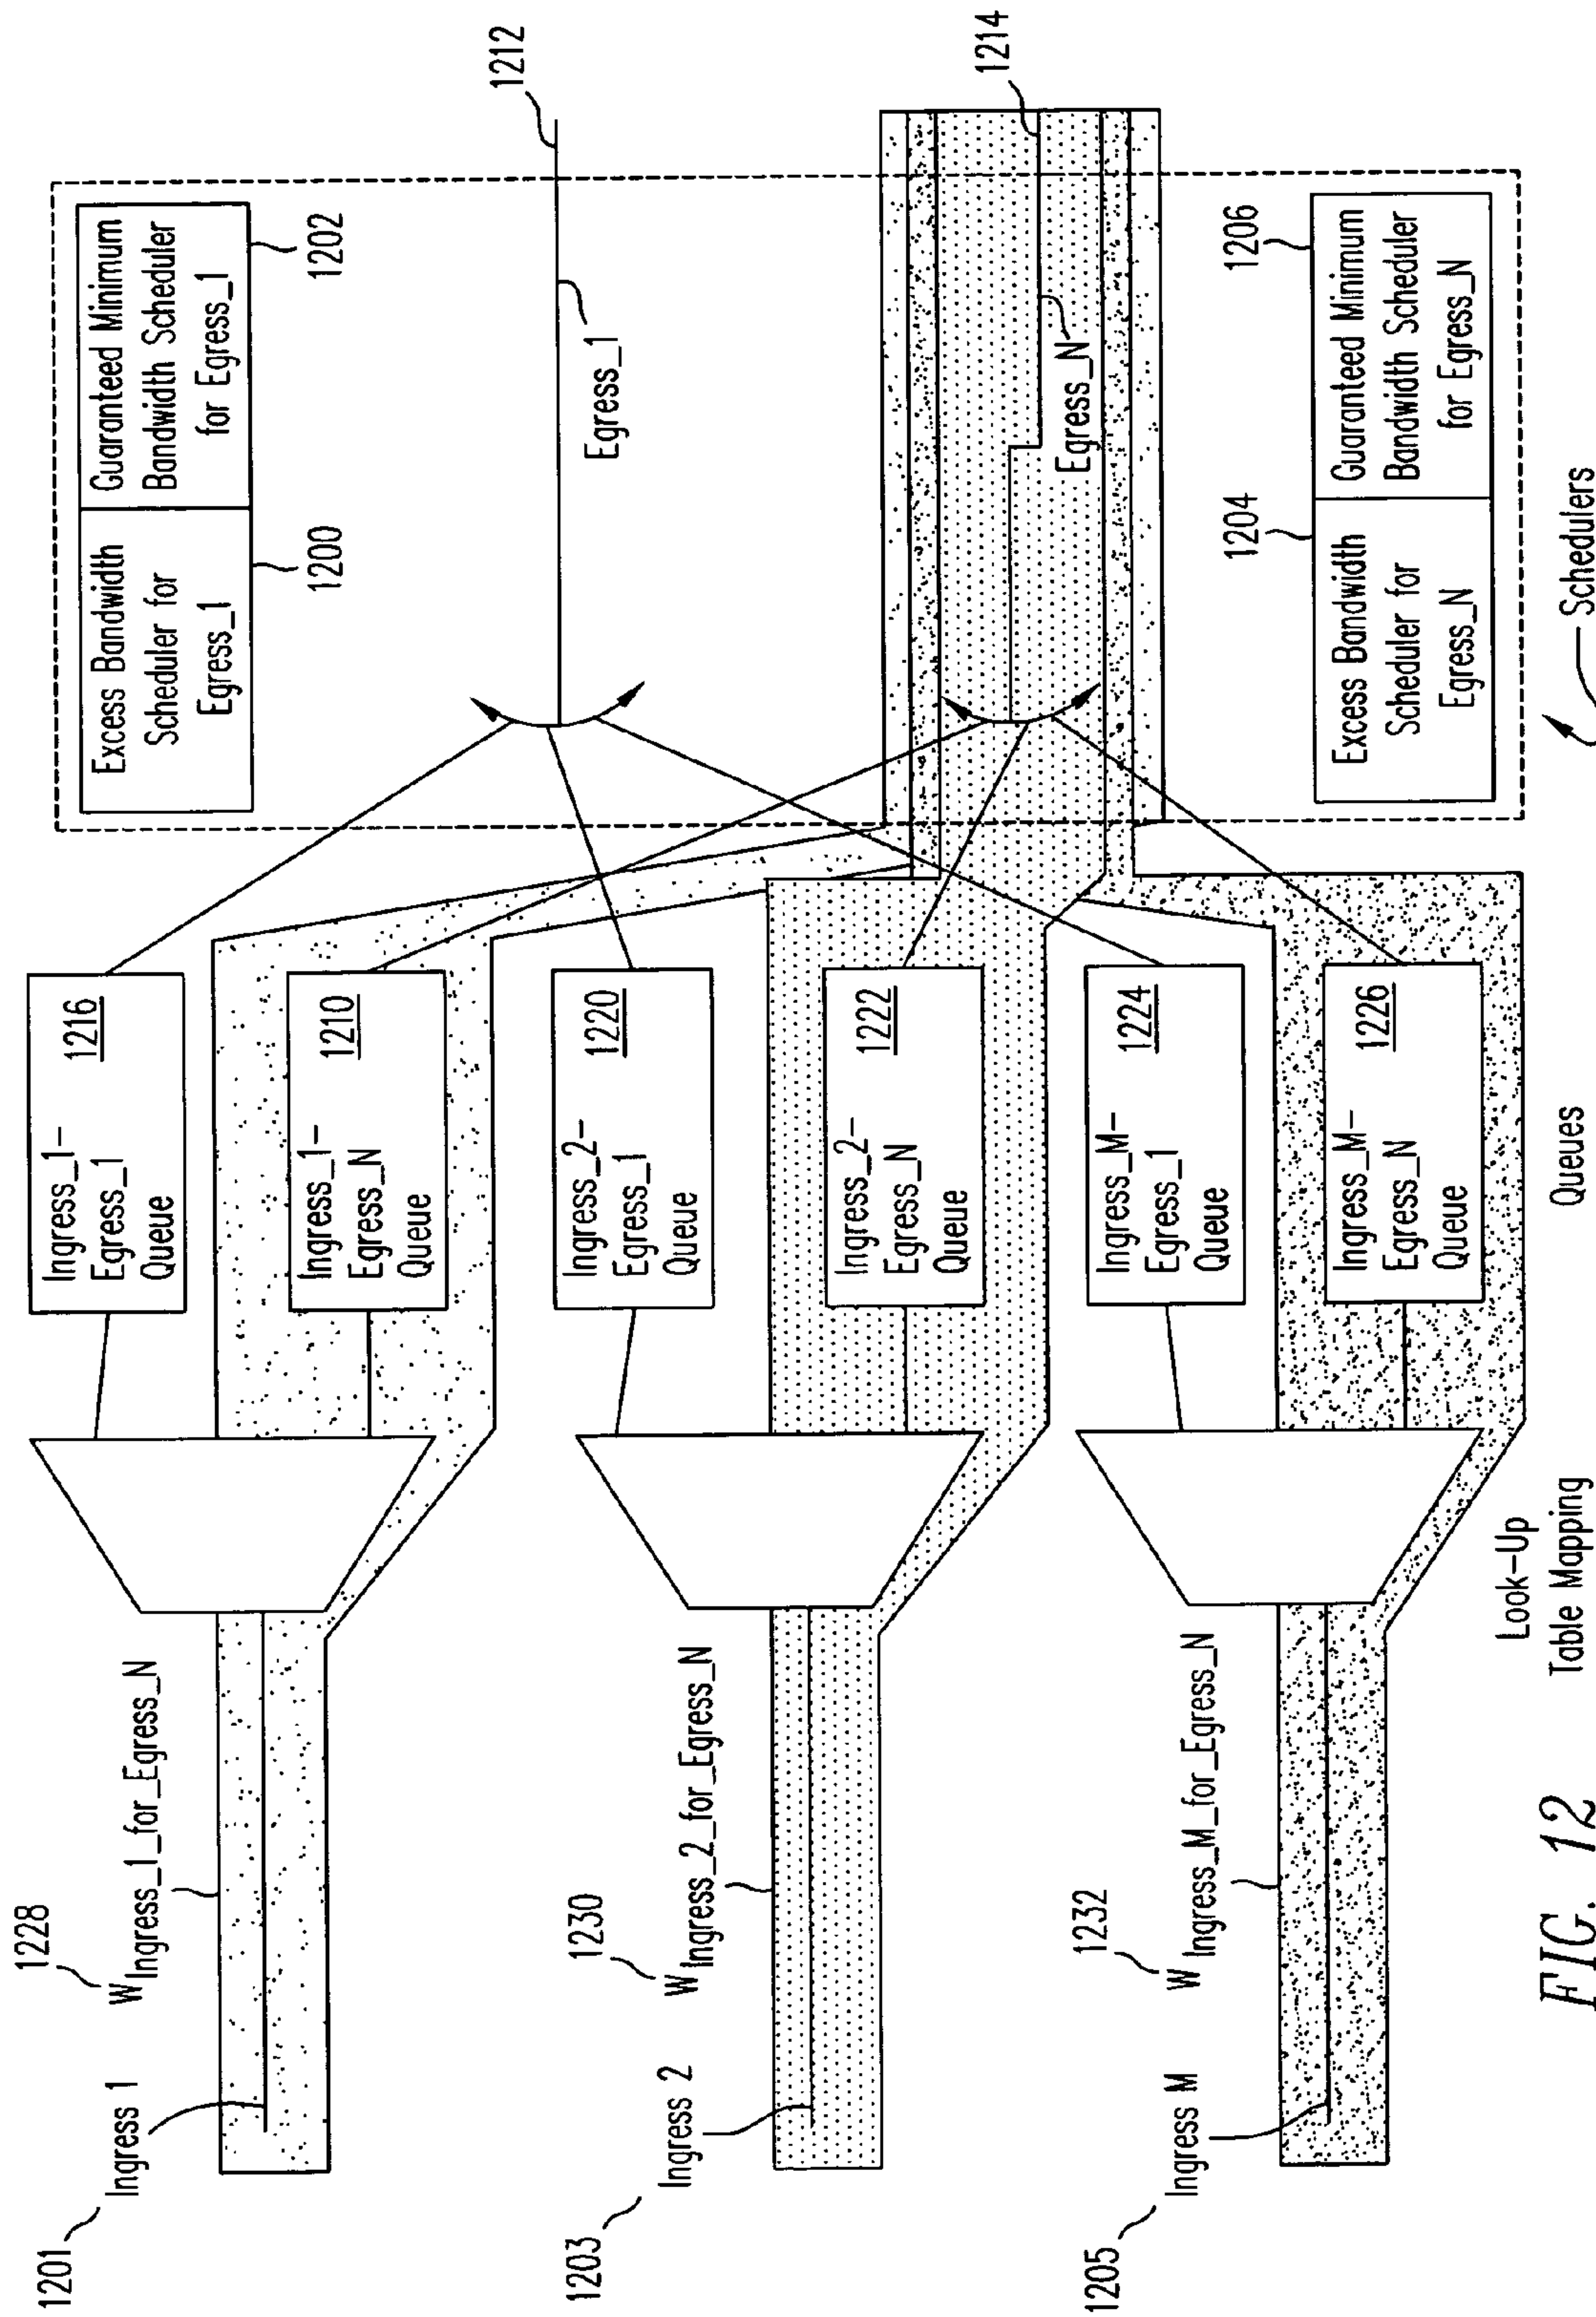 1201
Ingress 1
1228
WIngress_1_for_Egress_N
Ingress_1-
Egress_1
Queue
1216
Ingress_1-
Egress_N
Queue
1210
Excess Bandwidth
Scheduler for
Egress_1
Guaranteed Minimum
Bandwidth Scheduler
for Egress_1
1200
1202
1212
Egress_1
1203
Ingress 2
1230
WIngress_2_for_Egress_N
Ingress_2-
Egress_1
Queue
1220
Ingress_2-
Egress_N
Queue
1222
1214
Egress_N
1205
Ingress M
1232
WIngress_M_for_Egress_N
Ingress_M-
Egress_1
Queue
1224
Ingress_M-
Egress_N
Queue
1226
1204
1206
Excess Bandwidth
Scheduler for
Egress_N
Guaranteed Minimum
Bandwidth Scheduler
for Egress_N
Look-Up
Table Mapping
Queues
Schedulers
FIG. 12